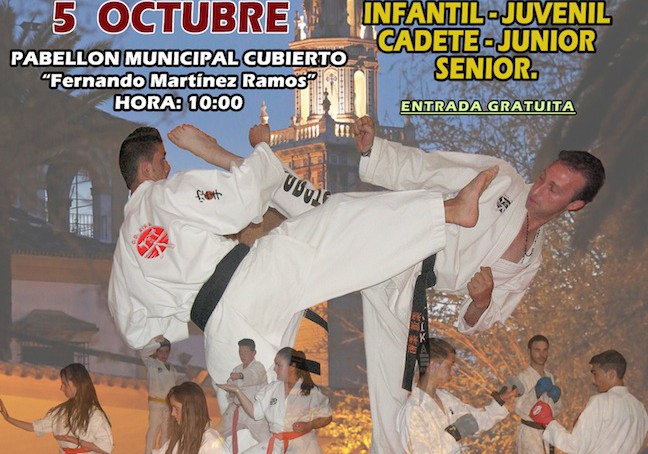 5 OCTUBRE
PABELLON MUNICIPAL CUBIERTO
“Fernando Martínez Ramos”
HORA: 10:00
INFANTIL - JUVENIL
CADETE - JUNIOR
SENIOR.
ENTRADA GRATUITA